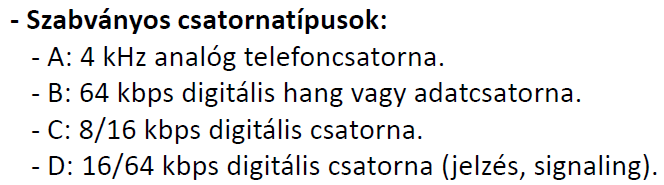 - Szabványos csatornatípusok:
- A: 4 kHz analóg telefoncsatorna.
- B: 64 kbps digitális hang vagy adatcsatorna.
- C: 8/16 kbps digitális csatorna.
- D: 16/64 kbps digitális csatorna (jelzés, signaling).